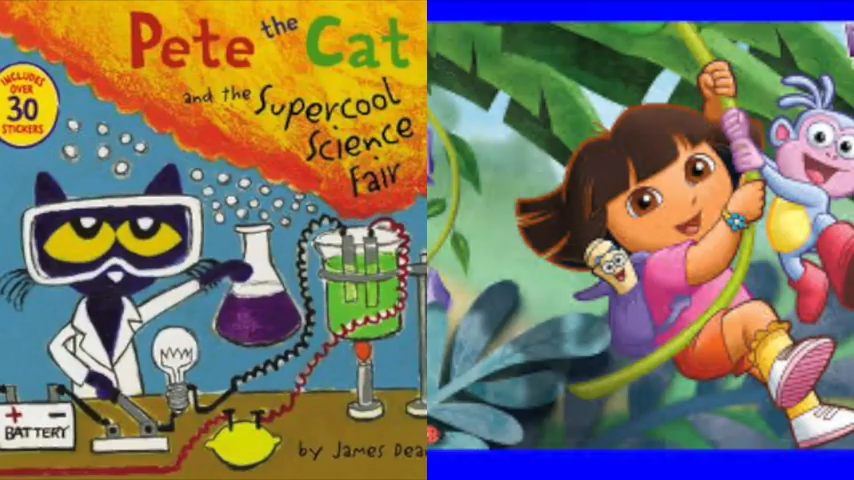 Pete the Cat
and the Supercool
Science
Fair
INCLUDES
OVER
30
STICKERS
+ -
BATTERY
by James Dea